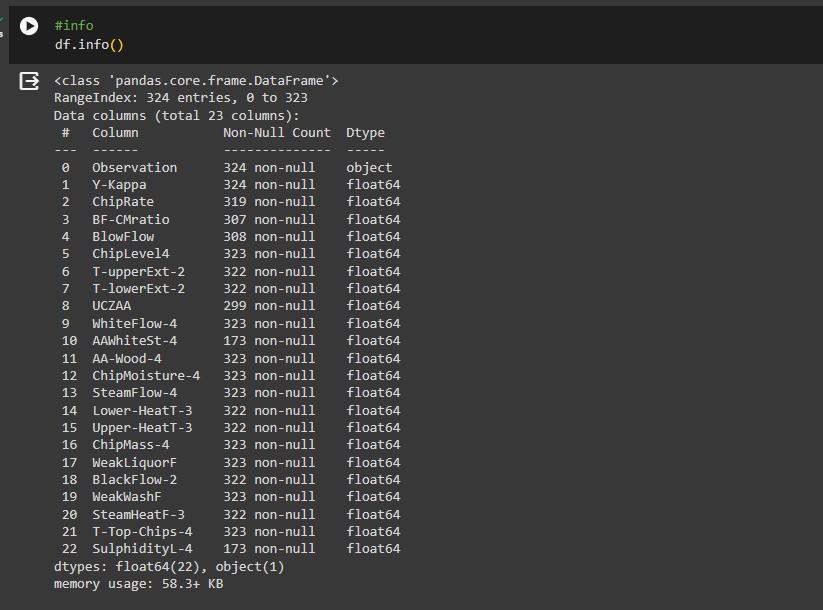 #info
df.info()
<class 'pandas.core.frame.DataFrame'>
RangeIndex: 324 entries, 0 to 323
Data columns (total 23 columns):
 #   Column         Non-Null Count  Dtype
---  ------         --------------  -----
 0   Observation    324 non-null    object
 1   Y-Kappa        324 non-null    float64
 2   ChipRate       319 non-null    float64
 3   BF-CMratio     307 non-null    float64
 4   BlowFlow       308 non-null    float64
 5   ChipLevel4     323 non-null    float64
 6   T-upperExt-2   322 non-null    float64
 7   T-lowerExt-2   322 non-null    float64
 8   UCZAA          299 non-null    float64
 9   WhiteFlow-4    323 non-null    float64
 10  AAWhiteSt-4    173 non-null    float64
 11  AA-Wood-4      323 non-null    float64
 12  ChipMoisture-4 323 non-null    float64
 13  SteamFlow-4    323 non-null    float64
 14  Lower-HeatT-3  322 non-null    float64
 15  Upper-HeatT-3  322 non-null    float64
 16  ChipMass-4     323 non-null    float64
 17  WeakLiquorF    323 non-null    float64
 18  BlackFlow-2    322 non-null    float64
 19  WeakWashF      323 non-null    float64
 20  SteamHeatF-3   322 non-null    float64
 21  T-Top-Chips-4  323 non-null    float64
 22  SulphidityL-4  173 non-null    float64
dtypes: float64(22), object(1)
memory usage: 58.3+ KB